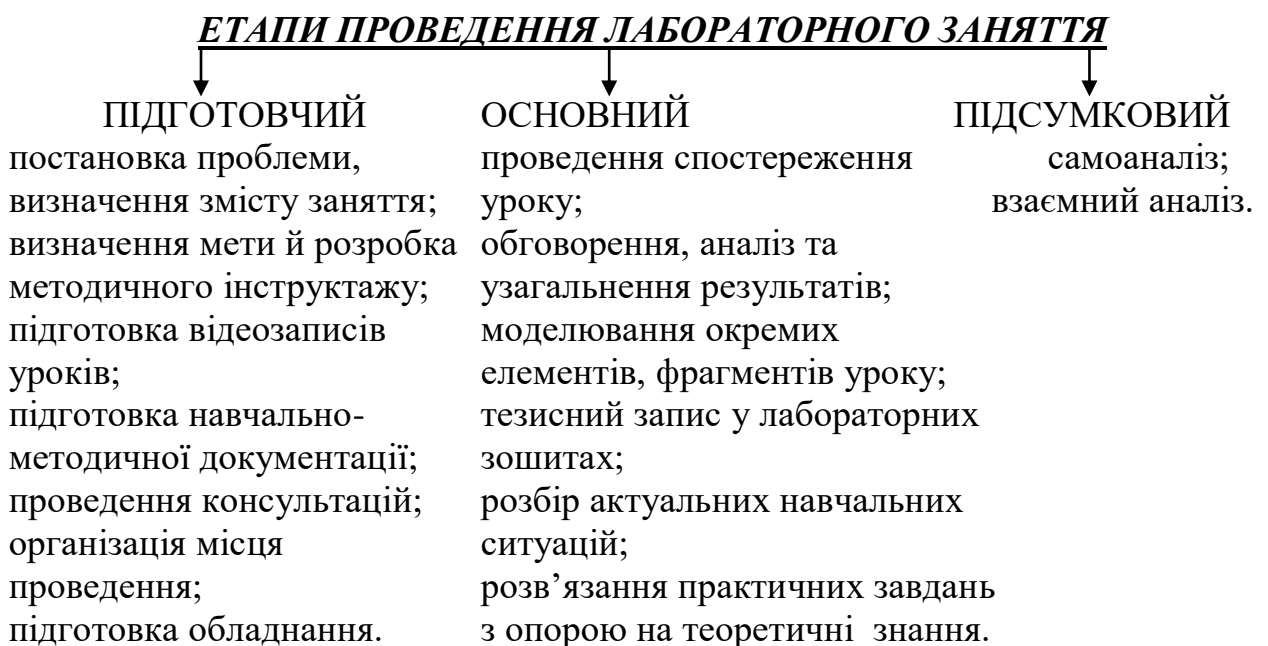 ЕТАПИ ПРОВЕДЕННЯ ЛАБОРАТОРНОГО ЗАНЯТТЯ
ПІДГОТОВЧИЙ
постановка проблеми,
визначення змісту заняття;
визначення мети й розробка
методичного інструктажу;
підготовка відеозаписів
уроків;
підготовка навчально-
методичної документації;
проведення консультацій;
організація місця
проведення;
підготовка обладнання.
ОСНОВНИЙ
проведення спостереження
уроку;
обговорення, аналіз та
узагальнення результатів;
моделювання окремих
елементів, фрагментів уроку;
тезисний запис у лабораторних
зошитах;
розбір актуальних навчальних
ситуацій;
розв’язання практичних завдань
з опорою на теоретичні знання.
ПІДСУМКОВИЙ
самоаналіз;
взаємний аналіз.